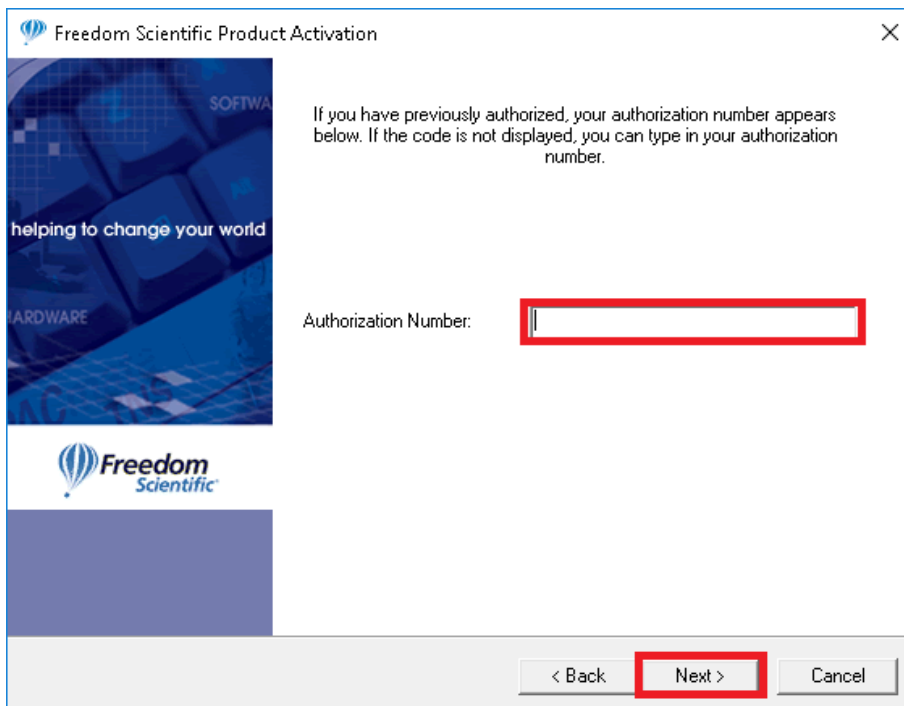 Freedom Scientific Product Activation
SOFTWA
If you have previously authorized, your authorization number appears
below. If the code is not displayed, you can type in your authorization
number.
helping to change your world
HARDWARE
Authorization Number:
Freedom
Scientific
< Back
Next >
Cancel